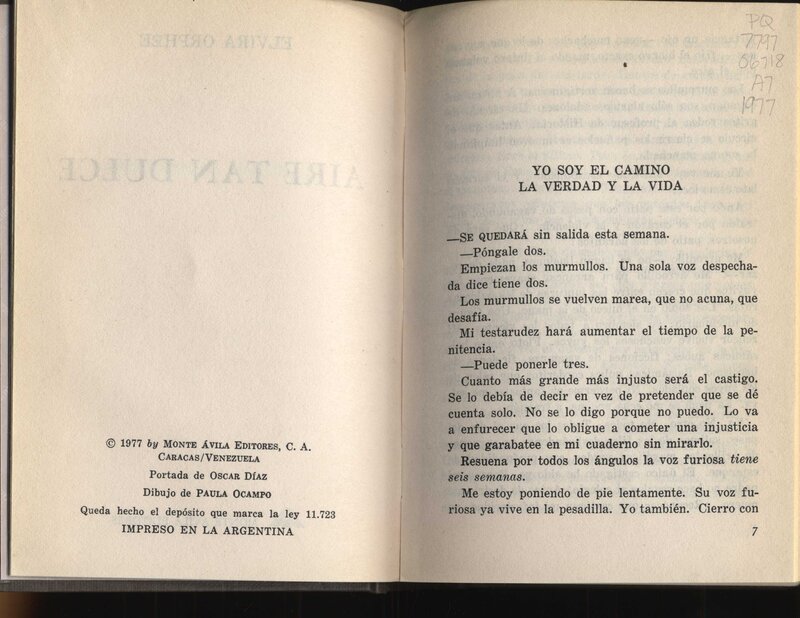 © 1977 by MONTE ÁVILA EDITORES, C. A.
CARACAS/VENEZUELA
Portada de OSCAR DÍAZ
Dibujo de PAULA OCAMPO
Queda hecho el depósito que marca la ley 11.723
IMPRESO EN LA ARGENTINA
PQ
7797
O6718
A7
1977
YO SOY EL CAMINO
LA VERDAD Y LA VIDA
—SE QUEDARÁ sin salida esta semana.
—Póngale dos.
Empiezan los murmullos. Una sola voz despecha-
da dice tiene dos.
Los murmullos se vuelven marea, que no acuna, que
desafía.
Mi testarudez hará aumentar el tiempo de la pe-
nitencia.
—Puede ponerle tres.
Cuanto más grande más injusto será el castigo.
Se lo debía de decir en vez de pretender que se dé
cuenta solo. No se lo digo porque no puedo. Lo va
a enfurecer que lo obligue a cometer una injusticia
y que garabatee en mi cuaderno sin mirarlo.
Resuena por todos los ángulos la voz furiosa tiene
seis semanas.
Me estoy poniendo de pie lentamente. Su voz fu-
riosa ya vive en la pesadilla. Yo también. Cierro con
7